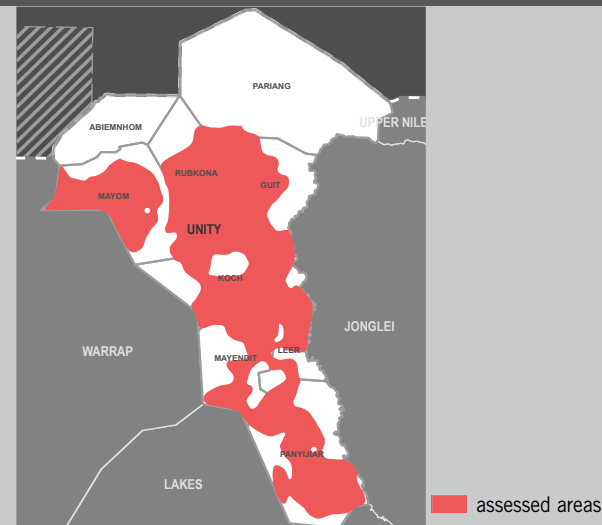 PARIANG
UPPER NILE
ABIEMNHOM
RUBKONA
GUIT
MAYOM
UNITY
KOCH
JONGLEI
WARRAP
MAYENDIT
LEER
PANYIJIAR
LAKES
assessed areas